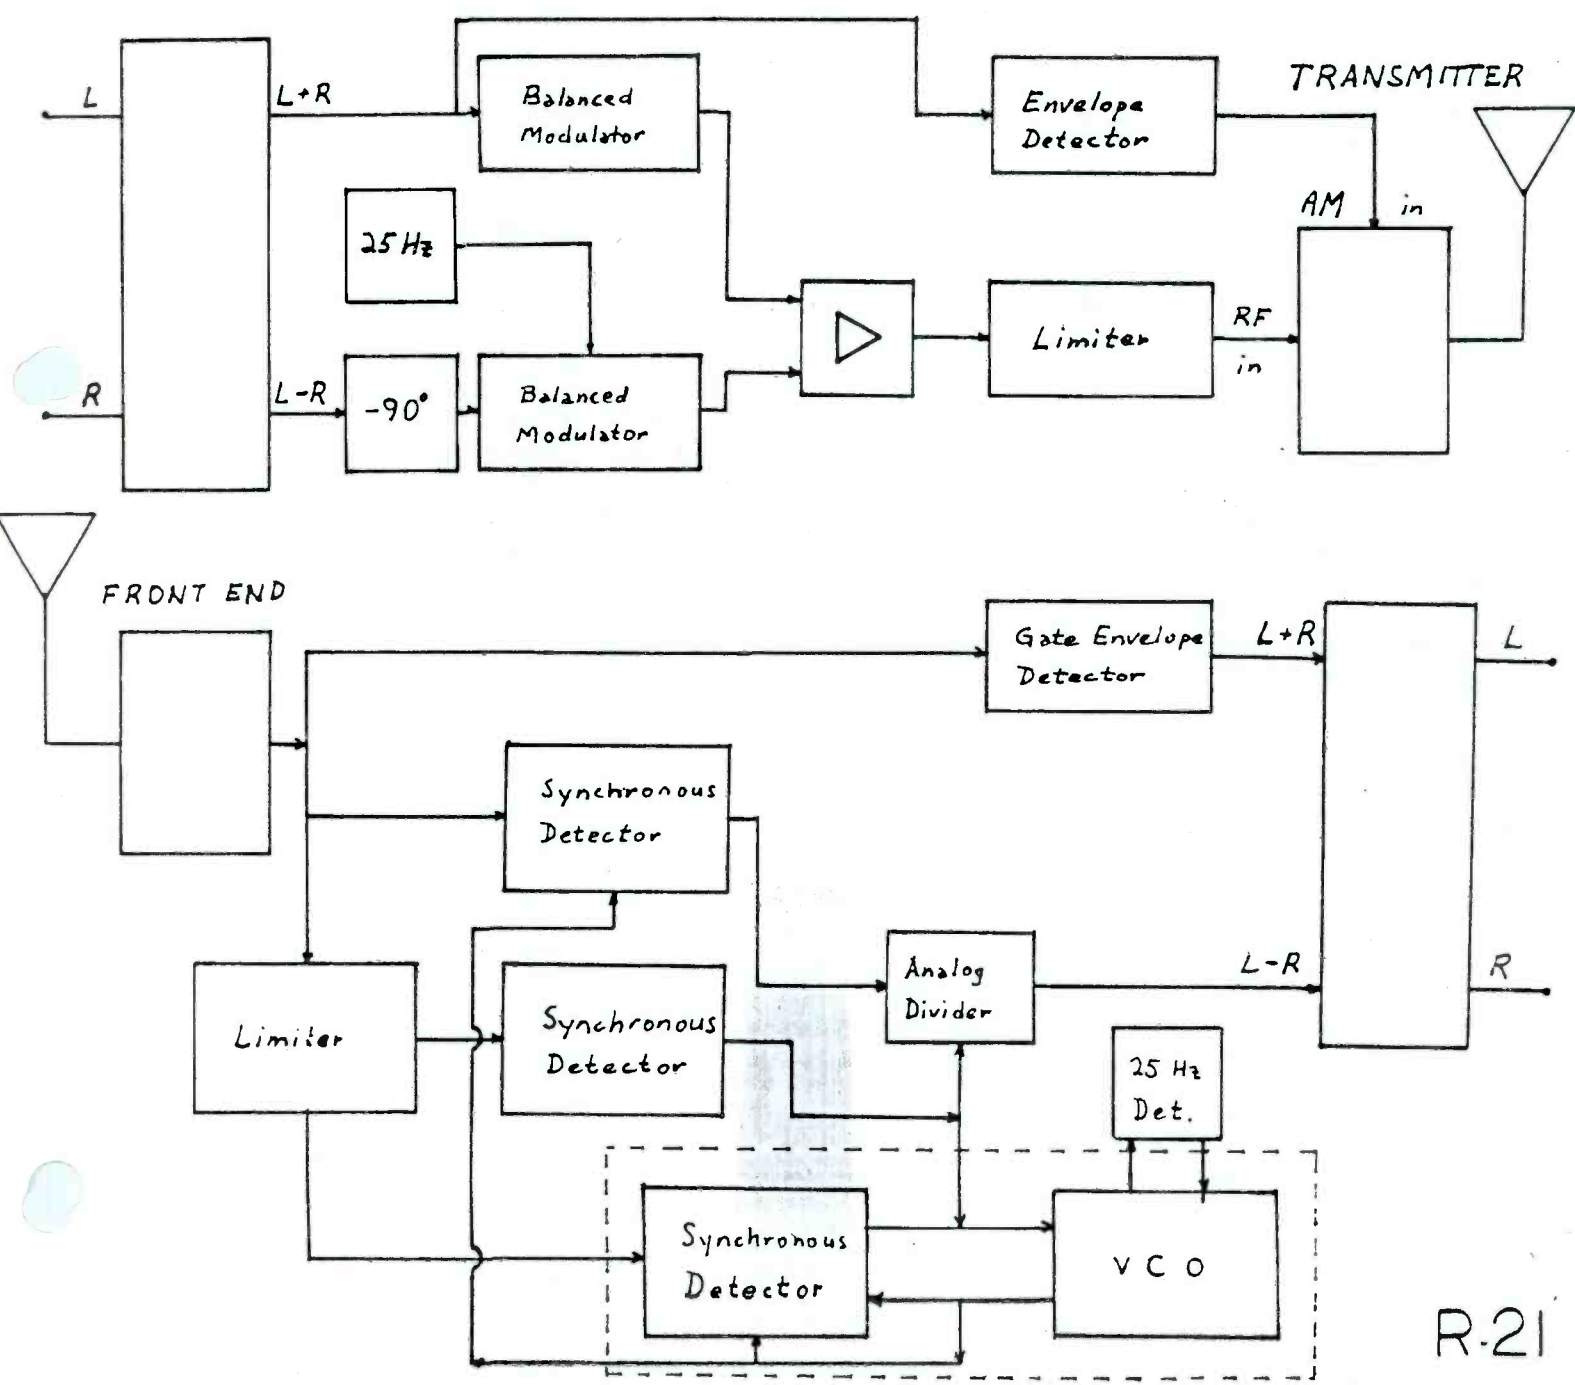 TRANSMITTER
L
L+R
Balanced
Modulator
Envelope
Detector
AM in
25 Hz
RF
in
Limiter
R
L-R
-90°
Balanced
Modulator
FRONT END
Gate Envelope
Detector
L+R
L
Synchronous
Detector
Analog
Divider
L-R
R
Limiter
Synchronous
Detector
25 Hz
Det.
Synchronous
Detector
VCO
R-21